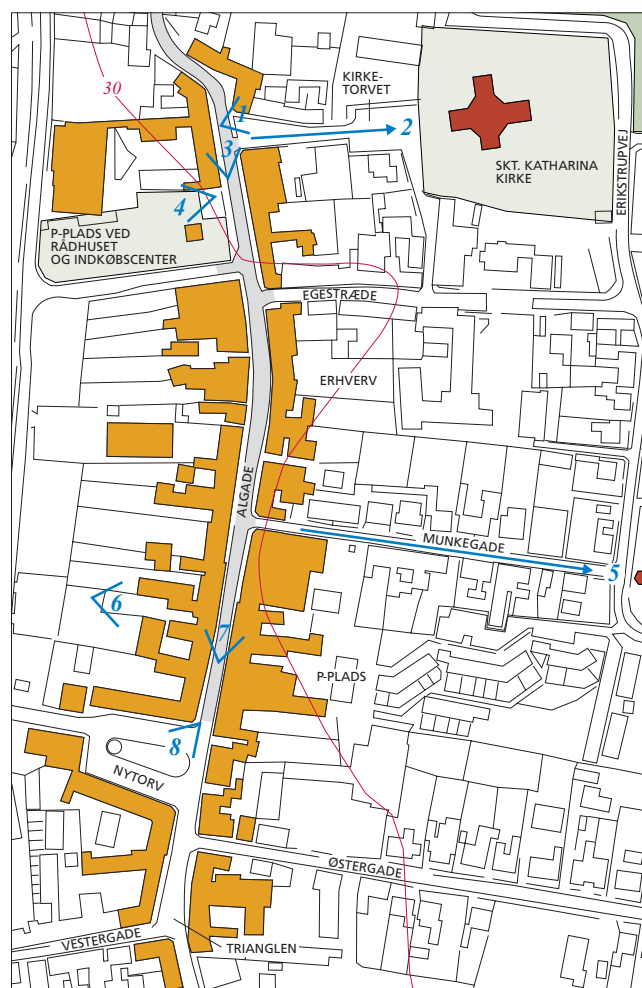 30
KIRKE-
TORVET
1
2
3
SKT. KATHARINA
KIRKE
ERIKSTRUPVEJ
4
P-PLADS VED
RÅDHUSET
OG INDKØBSCENTER
EGESTRÆDE
ERHVERV
ALGADE
MUNKEGADE
5
6
7
P-PLADS
8
NYTORV
ØSTERGADE
VESTERGADE
TRIANGLEN